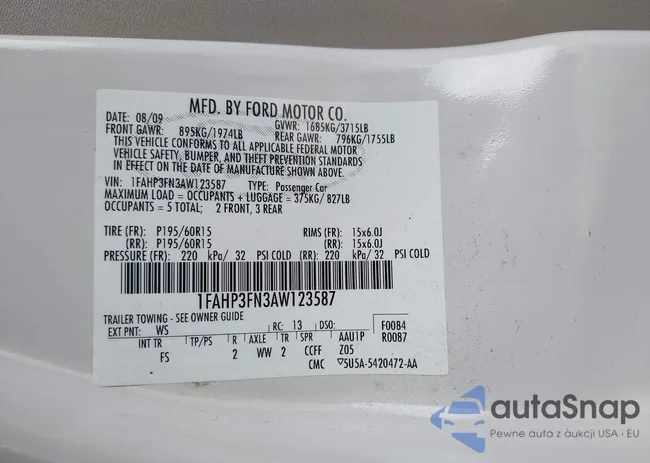 MFD. BY FORD MOTOR CO.
DATE: 08/09 GVWR: 1685KG/3715LB
FRONT GAWR: 895KG/1974LB REAR GAWR: 796KG/1755LB
THIS VEHICLE CONFORMS TO ALL APPLICABLE FEDERAL MOTOR
VEHICLE SAFETY, BUMPER, AND THEFT PREVENTION STANDARDS
IN EFFECT ON THE DATE OF MANUFACTURE SHOWN ABOVE.
VIN: 1FAHP3FN3AW123587 TYPE: Passenger Car
MAXIMUM LOAD = OCCUPANTS + LUGGAGE = 375KG/ 827LB
OCCUPANTS = 5 TOTAL; 2 FRONT, 3 REAR
TIRE (FR): P195/60R15 RIMS (FR): 15x6.0J
(RR): P195/60R15 (RR): 15x6.0J
PRESSURE (FR): 220 kPa/ 32 PSI COLD (RR): 220 kPa/ 32 PSI COLD
1FAHP3FN3AW123587
TRAILER TOWING - SEE OWNER GUIDE
EXT PNT: WS RC: 13 DSO: F0084
INT TR TP/PS R AXLE TR SPR AAU1P R0087
FS 2 WW 2 CCFF Z05
CMC 5U5A-5420472-AA
autaSnap
Pewne auta z aukcji USA i EU